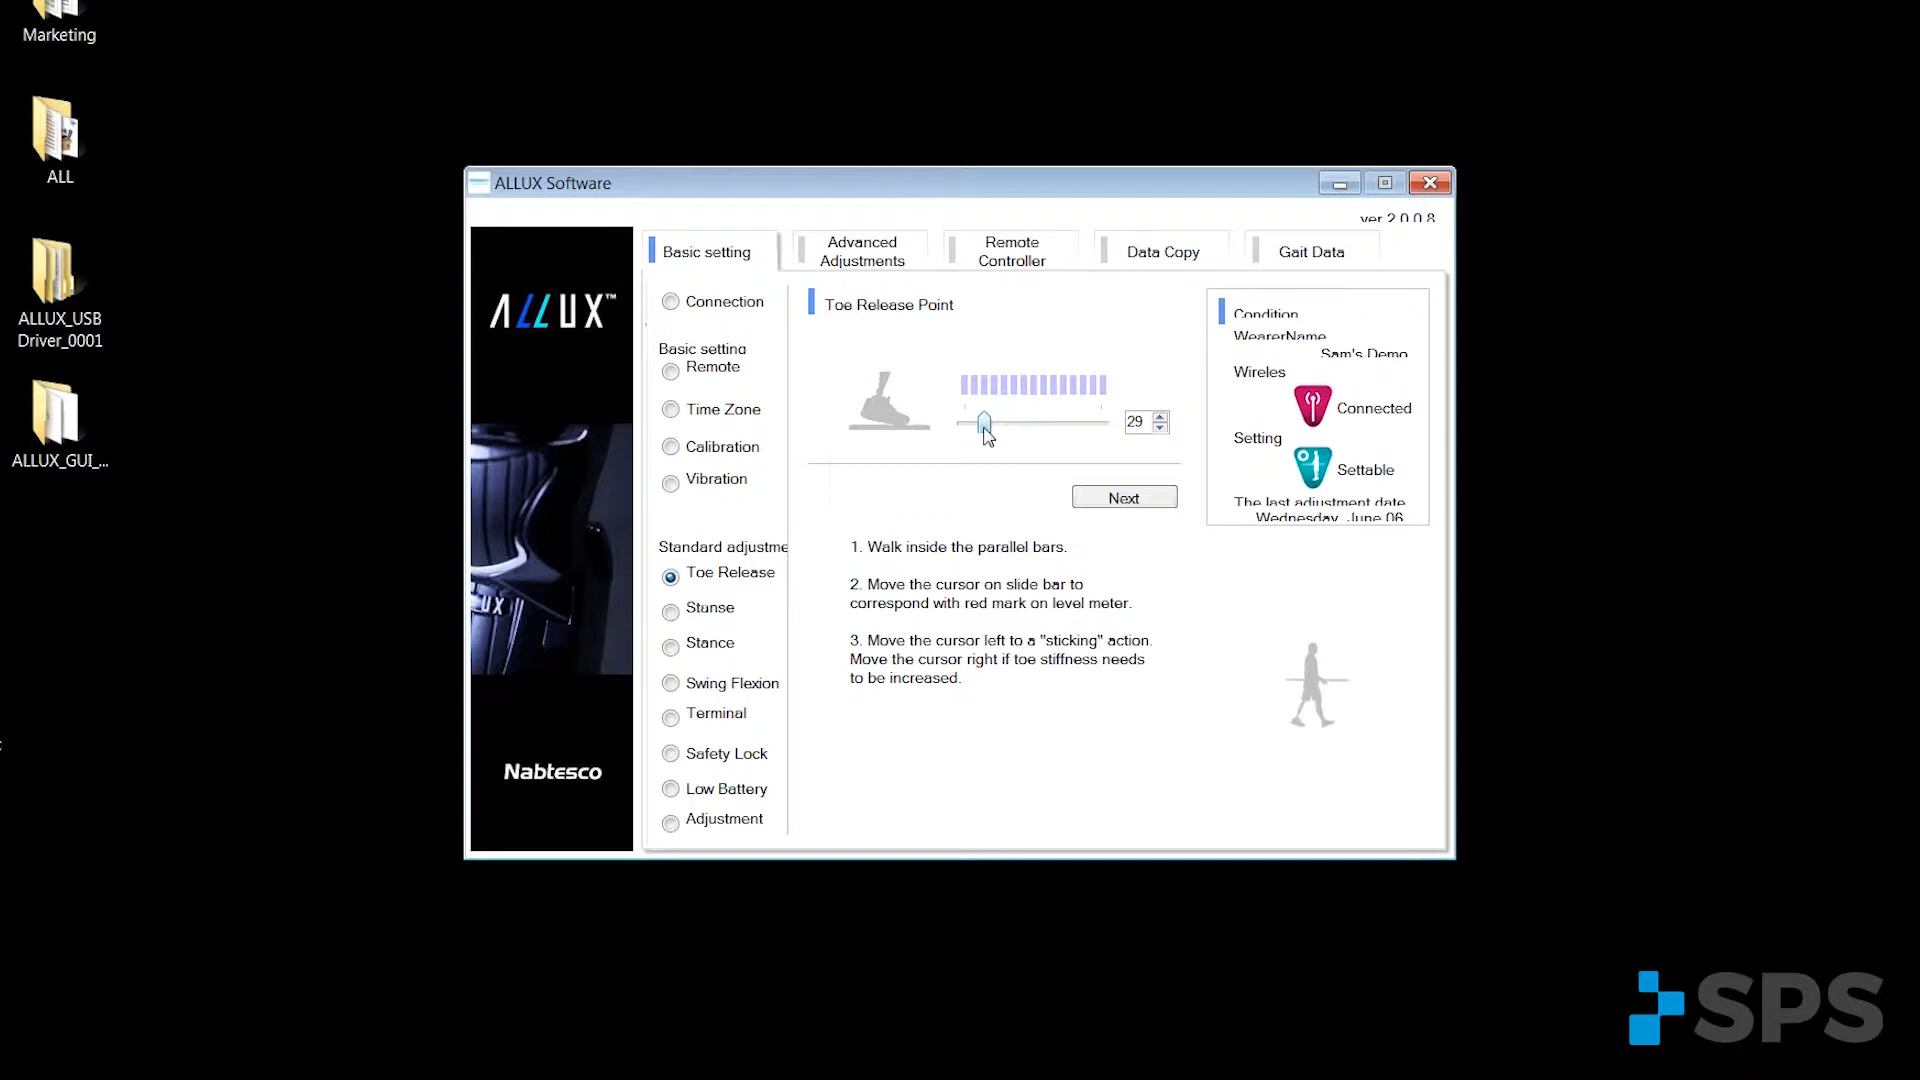 Marketing
ALL
ALLUX_USB
Driver_0001
ALLUX_GUI_...
ALLUX Software
ver 2.0.0.8
ALLUX™
Nabtesco
Basic setting
Advanced
Adjustments
Remote
Controller
Data Copy
Gait Data
Connection
Basic setting
Remote
Time Zone
Calibration
Vibration
Standard adjustme
Toe Release
Stanse
Stance
Swing Flexion
Terminal
Safety Lock
Low Battery
Adjustment
Toe Release Point
29
Next
1. Walk inside the parallel bars.
2. Move the cursor on slide bar to
correspond with red mark on level meter.
3. Move the cursor left to a "sticking" action.
Move the cursor right if toe stiffness needs
to be increased.
Condition
WearerName
Sam's Demo
Wireles
Connected
Setting
Settable
The last adjustment date
Wednesday, June 06
SPS